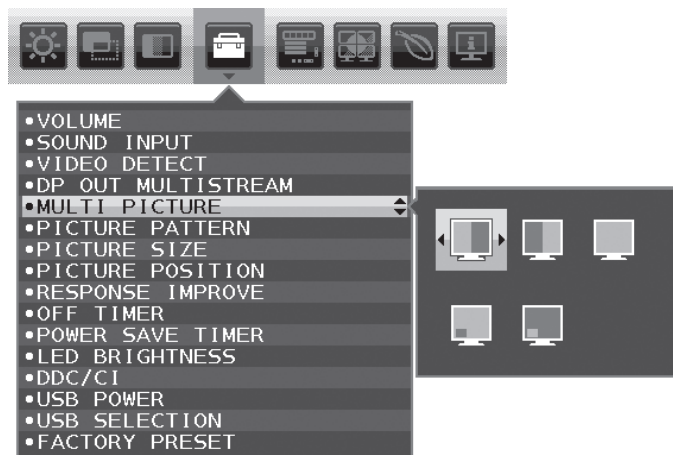 •VOLUME
•SOUND INPUT
•VIDEO DETECT
•DP OUT MULTISTREAM
•MULTI PICTURE
•PICTURE PATTERN
•PICTURE SIZE
•PICTURE POSITION
•RESPONSE IMPROVE
•OFF TIMER
•POWER SAVE TIMER
•LED BRIGHTNESS
•DDC/CI
•USB POWER
•USB SELECTION
•FACTORY PRESET